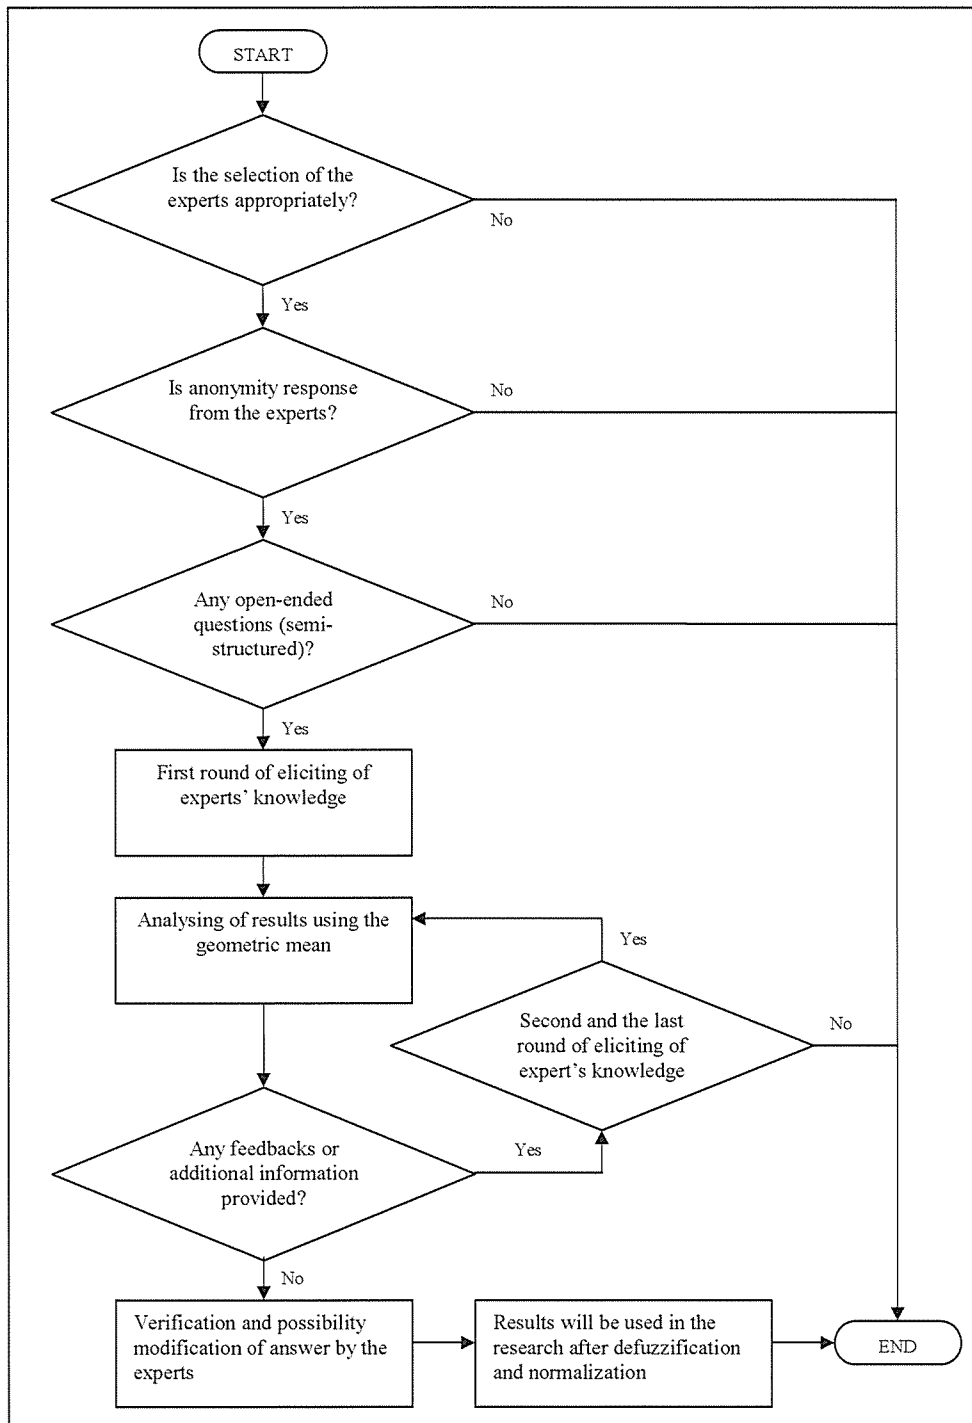 START
Is the selection of the
experts appropriately?
No
Yes
Is anonymity response
from the experts?
No
Yes
Any open-ended
questions (semi-
structured)?
No
Yes
First round of eliciting of
experts’ knowledge
Analysing of results using the
geometric mean
Yes
Second and the last
round of eliciting of
expert’s knowledge
No
Any feedbacks or
additional information
provided?
Yes
No
Verification and possibility
modification of answer by the
experts
Results will be used in the
research after defuzzification
and normalization
END